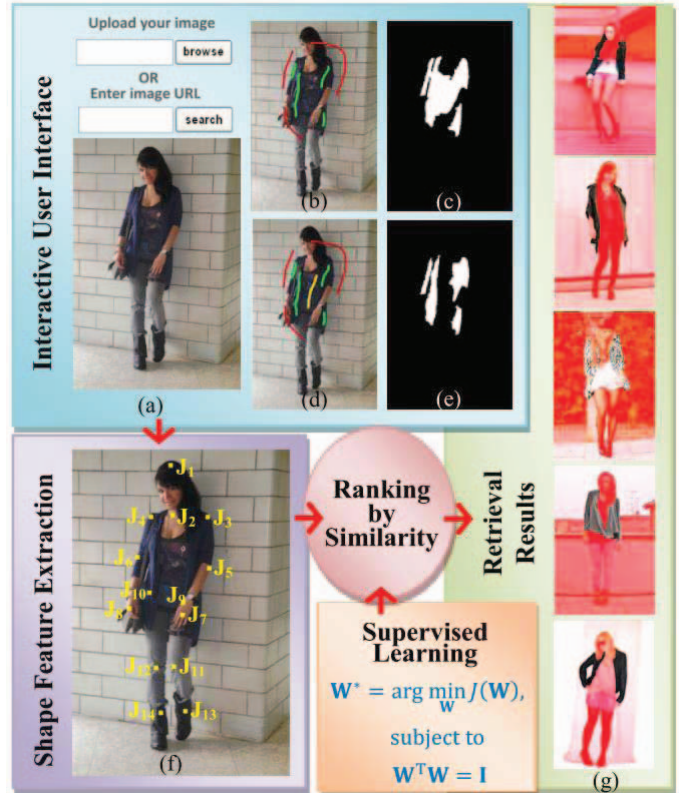 Interactive User Interface
Upload your image
browse
OR
Enter image URL
search
(a)
(b)
(c)
(d)
(e)
Shape Feature Extraction
J1
J2
J3
J4
J5
J6
J7
J8
J9
J10
J11
J12
J13
J14
(f)
Ranking
by
Similarity
Supervised
Learning
W* = arg min J(W),
W
subject to
WᵀW = I
Retrieval
Results
(g)